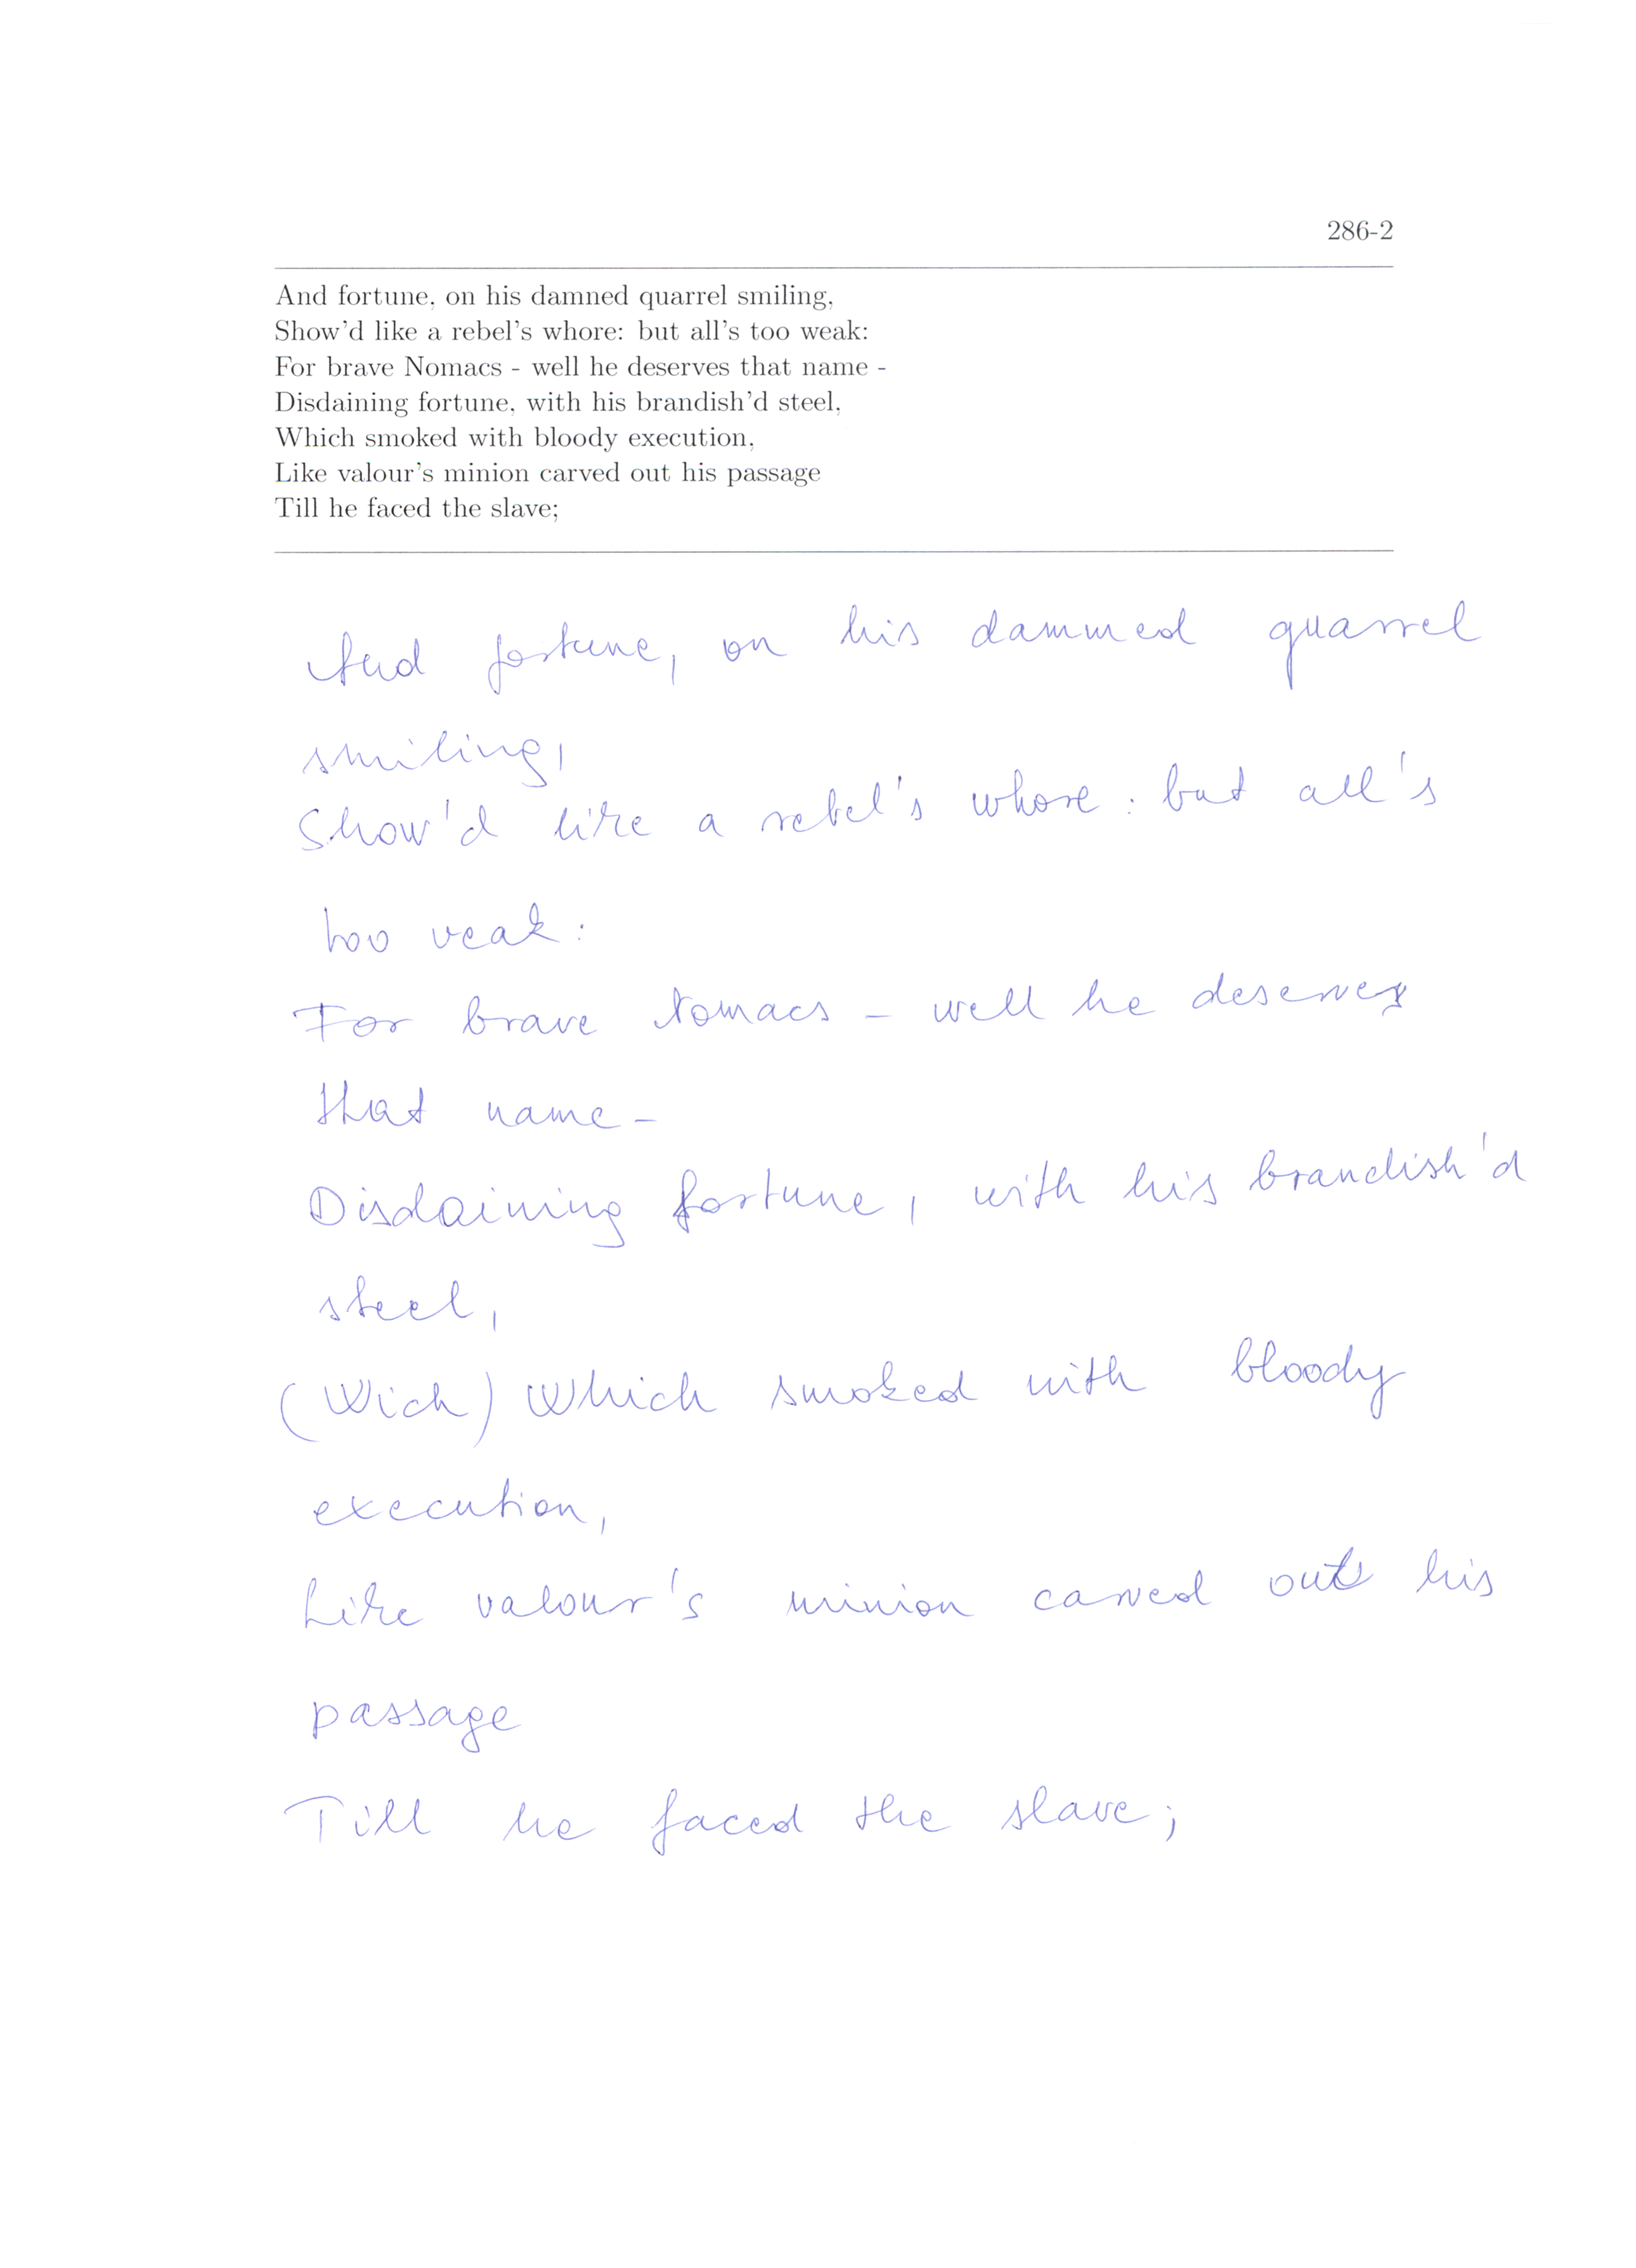 286-2
And fortune, on his damned quarrel smiling,
Show'd like a rebel's whore: but all's too weak:
For brave Nomacs - well he deserves that name -
Disdaining fortune, with his brandish'd steel,
Which smoked with bloody execution,
Like valour's minion carved out his passage
Till he faced the slave;
And fortune, on his dammed quarrel
smiling,
Show'd like a rebel's whore: but all's
too veak:
For brave Nomacs - well he deserves
that name -
Disdaining fortune, with his brandish'd
steel,
(Wich) Which smoked with bloody
execution,
Like valour's minion carved out his
passage
Till he faced the slave;